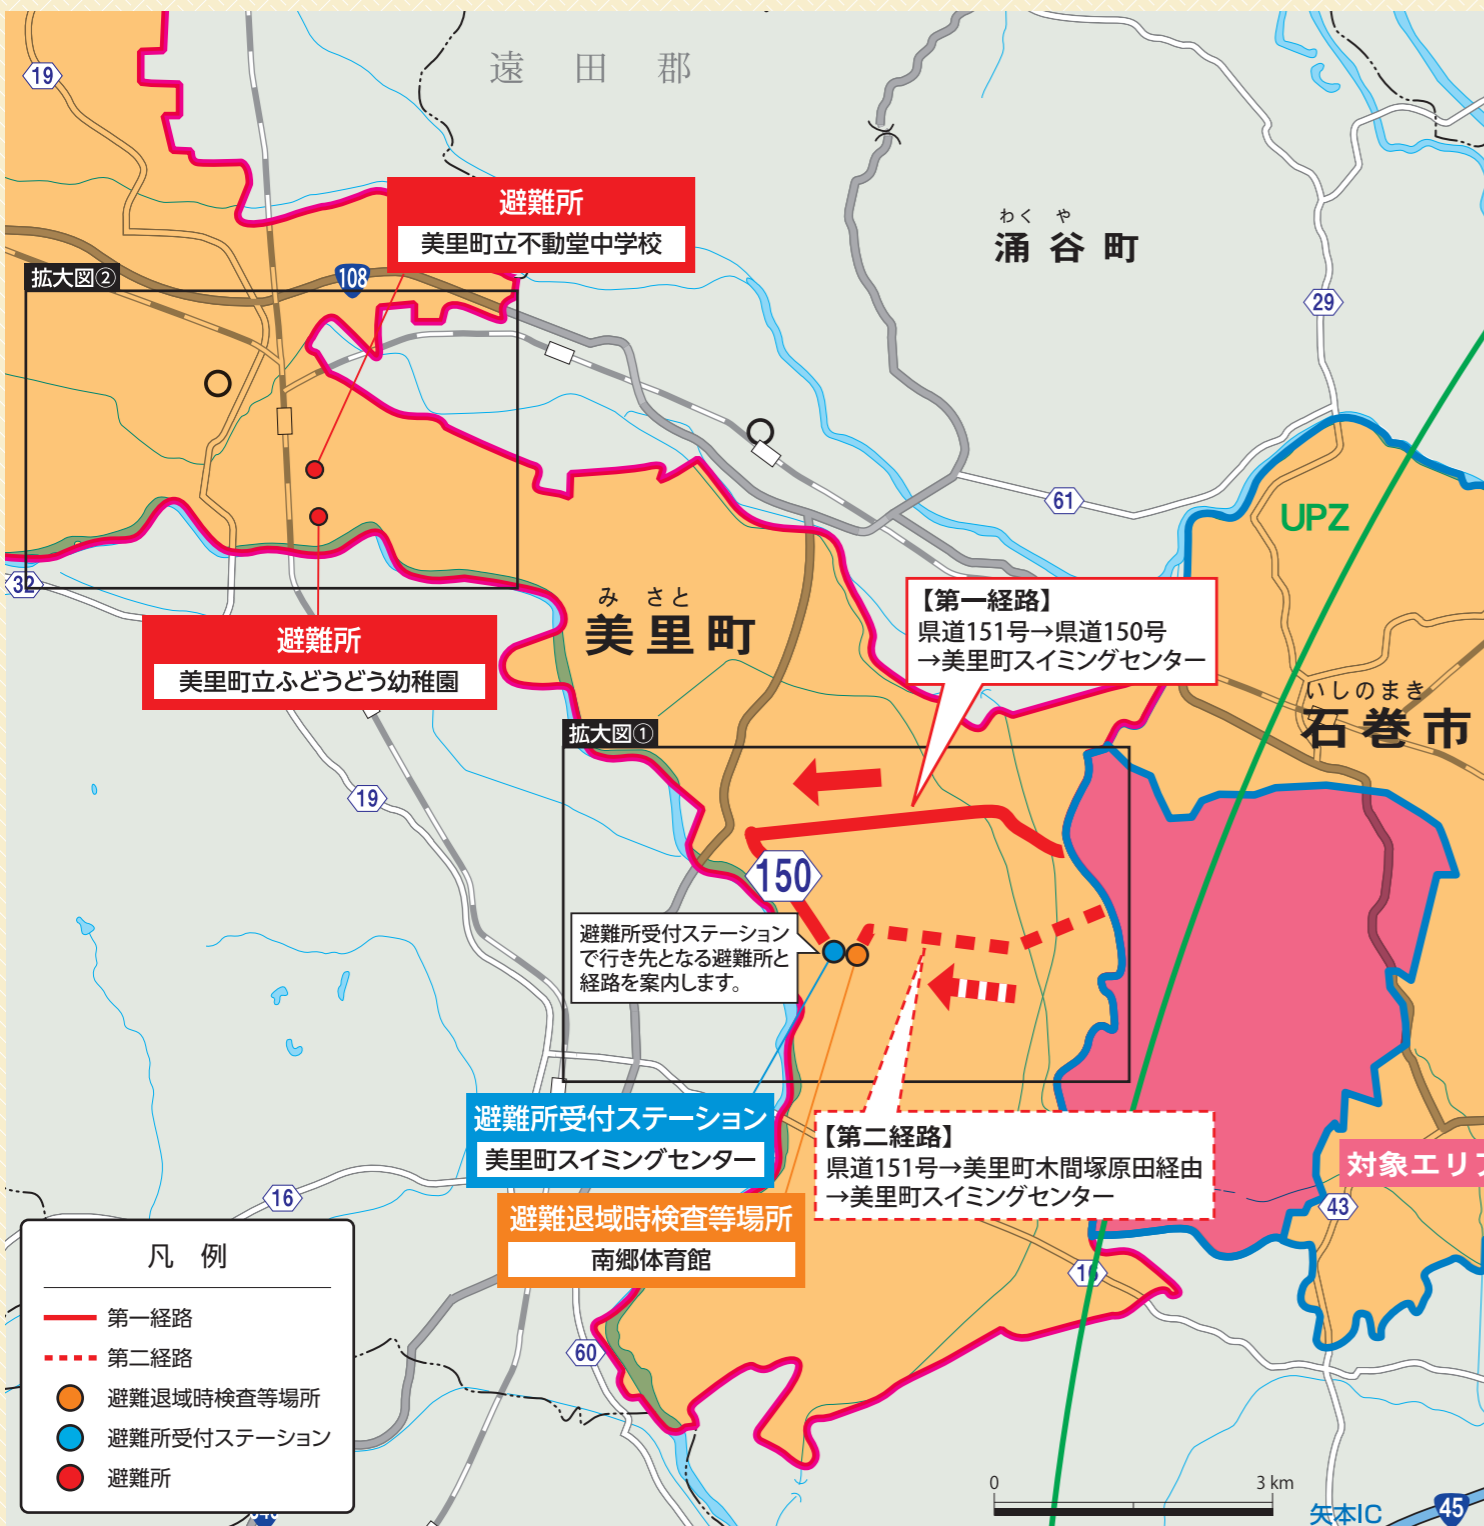 19
遠田郡
避難所
美里町立不動堂中学校
わくや
涌谷町
拡大図②
108
29
61
UPZ
32
みさと
美里町
【第一経路】
県道151号→県道150号
→美里町スイミングセンター
避難所
美里町立ふどうどう幼稚園
いしのまき
石巻市
拡大図①
19
150
避難所受付ステーション
で行き先となる避難所と
経路を案内します。
避難所受付ステーション
美里町スイミングセンター
【第二経路】
県道151号→美里町木間塚原田経由
→美里町スイミングセンター
対象エリア
16
43
避難退域時検査等場所
南郷体育館
16
60
凡例
第一経路
第二経路
避難退域時検査等場所
避難所受付ステーション
避難所
0
3 km
矢本IC
45